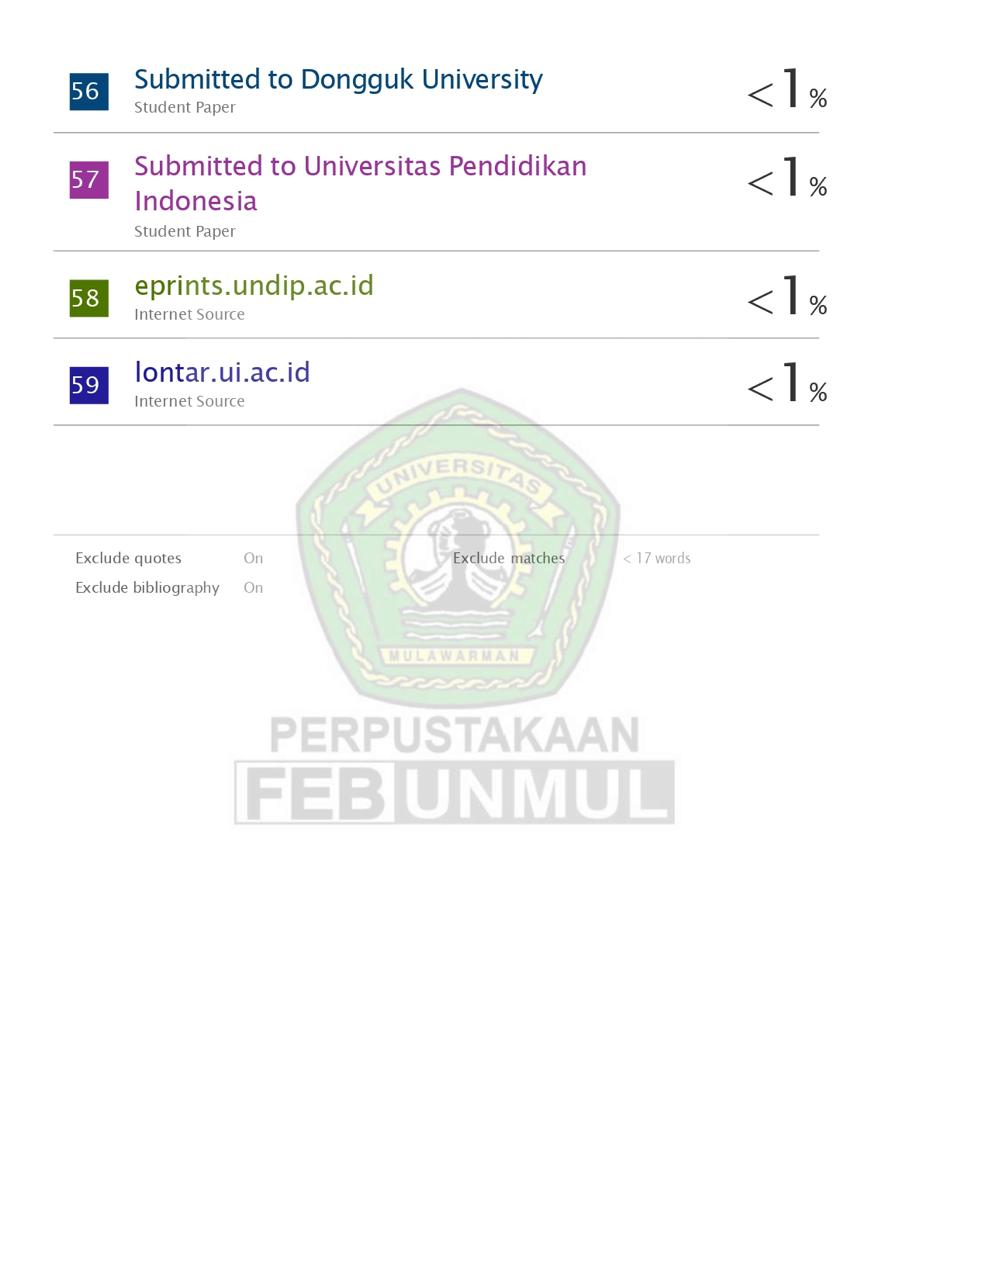 56
Submitted to Dongguk University
Student Paper
<1%
57
Submitted to Universitas Pendidikan
Indonesia
Student Paper
<1%
58
eprints.undip.ac.id
Internet Source
<1%
59
lontar.ui.ac.id
Internet Source
<1%
UNIVERSITAS
Exclude quotes On Exclude matches < 17 words
Exclude bibliography On
MULAWARMAN
PERPUSTAKAAN
FEB UNMUL